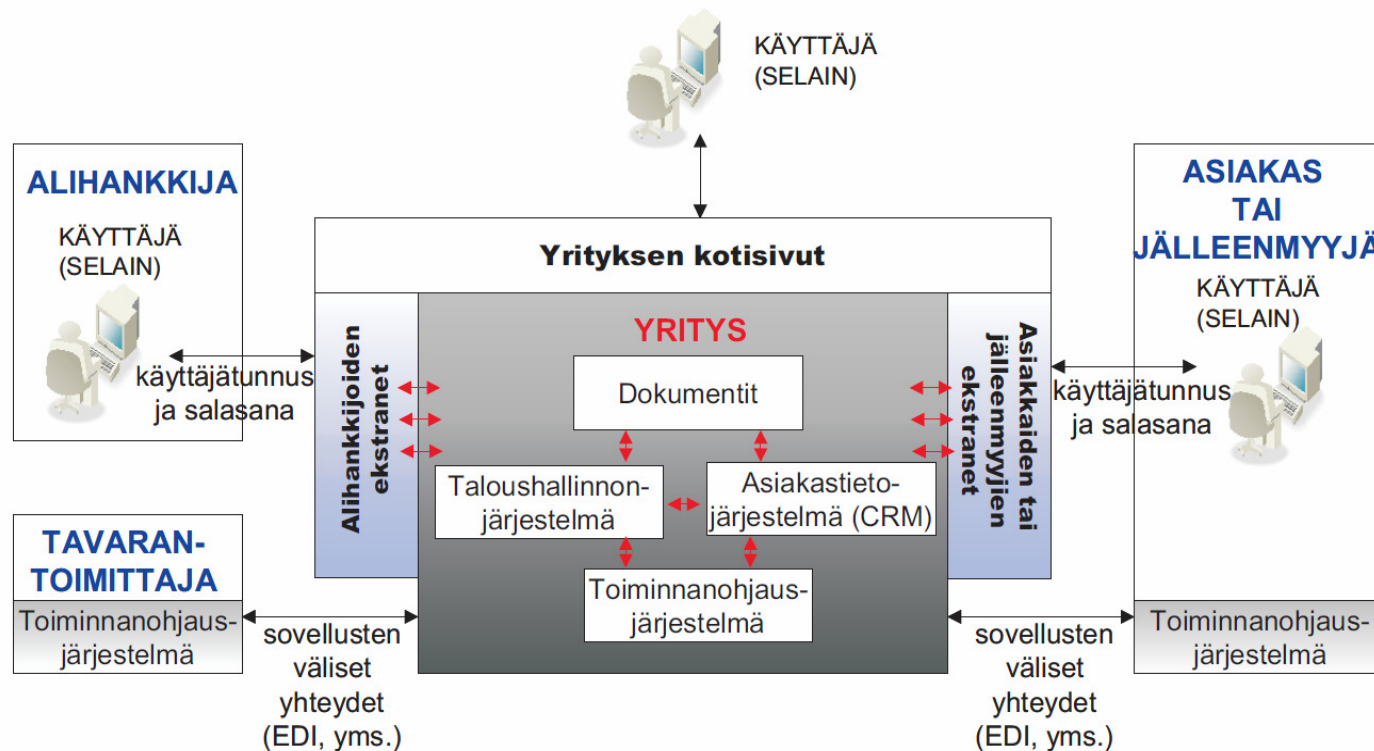 KÄYTTÄJÄ
(SELAIN)
ALIHANKKIJA
KÄYTTÄJÄ
(SELAIN)
käyttäjätunnus
ja salasana
TAVARAN-
TOIMITTAJA
Toiminnanohjaus-
järjestelmä
sovellusten
väliset
yhteydet
(EDI, yms.)
Yrityksen kotisivut
Alihankkijoiden
ekstranet
YRITYS
Dokumentit
Taloushallinnon-
järjestelmä
Asiakastieto-
järjestelmä (CRM)
Toiminnanohjaus-
järjestelmä
Asiakkaiden tai
jälleenmyyjien
ekstranet
ASIAKAS
TAI
JÄLLEENMYYJÄ
KÄYTTÄJÄ
(SELAIN)
käyttäjätunnus
ja salasana
Toiminnanohjaus-
järjestelmä
sovellusten
väliset
yhteydet
(EDI, yms.)